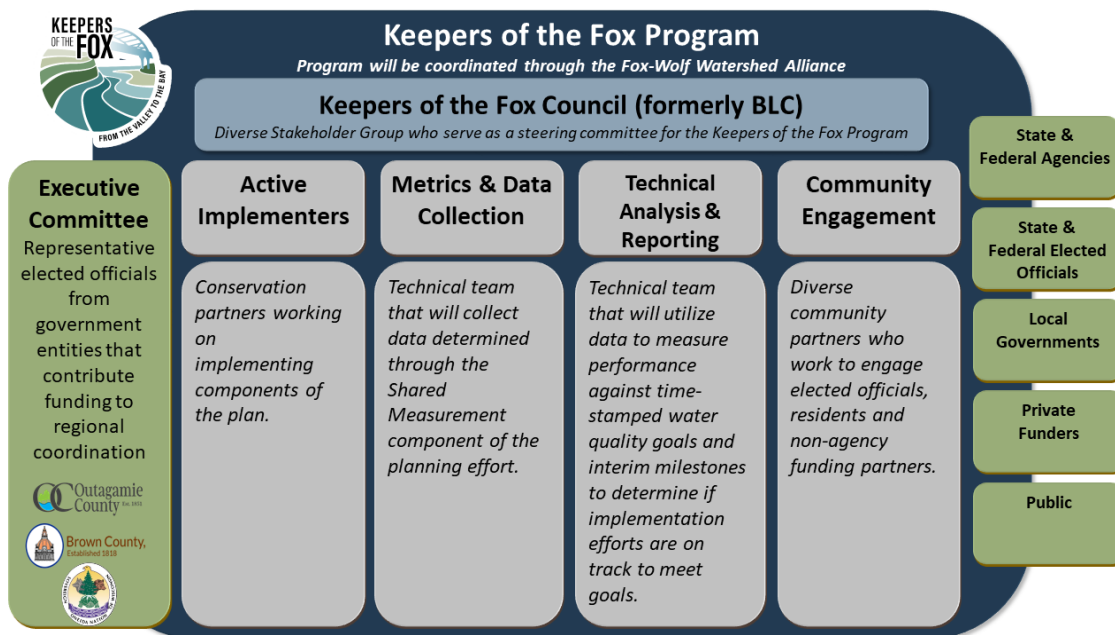 KEEPERS
OF THE FOX
FROM THE VALLEY TO THE BAY
Keepers of the Fox Program
Program will be coordinated through the Fox-Wolf Watershed Alliance
Keepers of the Fox Council (formerly BLC)
Diverse Stakeholder Group who serve as a steering committee for the Keepers of the Fox Program
Executive
Committee
Representative
elected officials
from
government
entities that
contribute
funding to
regional
coordination
Outagamie
County Est. 1851
Brown County,
Established 1818
ONEIDA NATION
Active
Implementers
Conservation
partners working
on
implementing
components of
the plan.
Metrics & Data
Collection
Technical team
that will collect
data determined
through the
Shared
Measurement
component of the
planning effort.
Technical
Analysis &
Reporting
Technical team
that will utilize
data to measure
performance
against time-
stamped water
quality goals and
interim milestones
to determine if
implementation
efforts are on
track to meet
goals.
Community
Engagement
Diverse
community
partners who
work to engage
elected officials,
residents and
non-agency
funding partners.
State &
Federal Agencies
State &
Federal Elected
Officials
Local
Governments
Private
Funders
Public